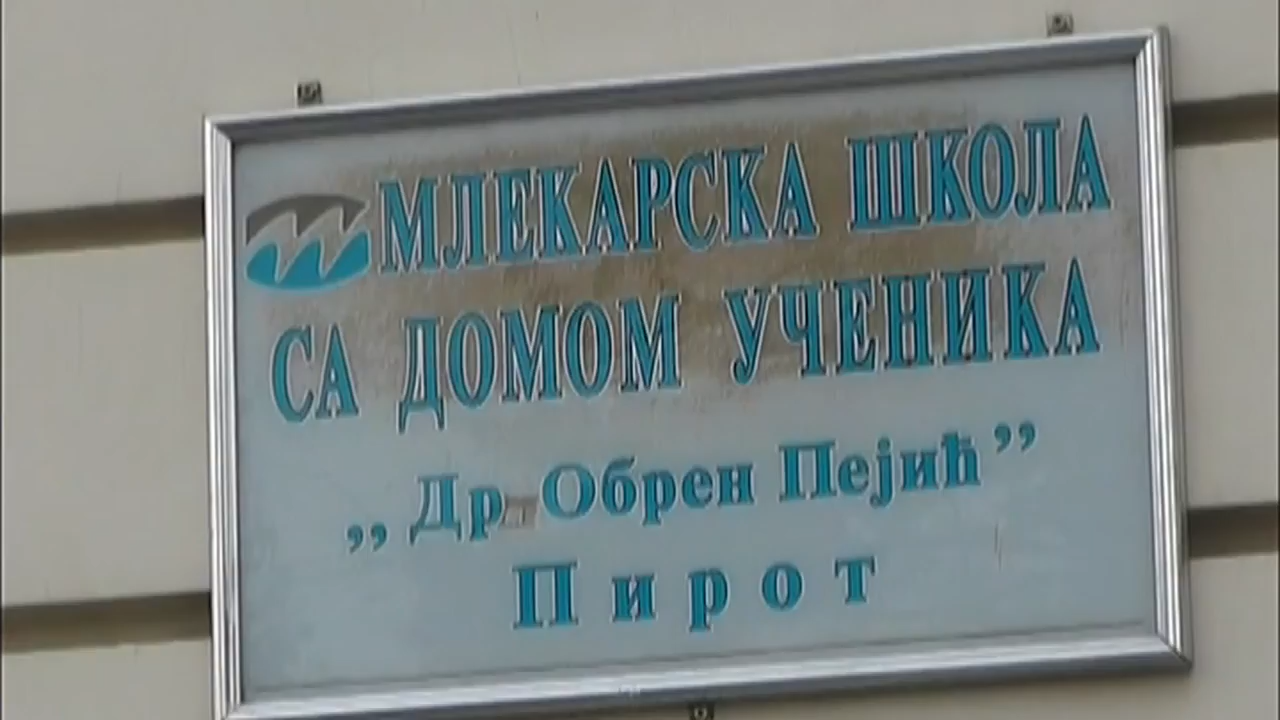 МЛЕКАРСКА ШКОЛА
СА ДОМОМ УЧЕНИКА
,, Др Обрен Пејић ”
Пирот